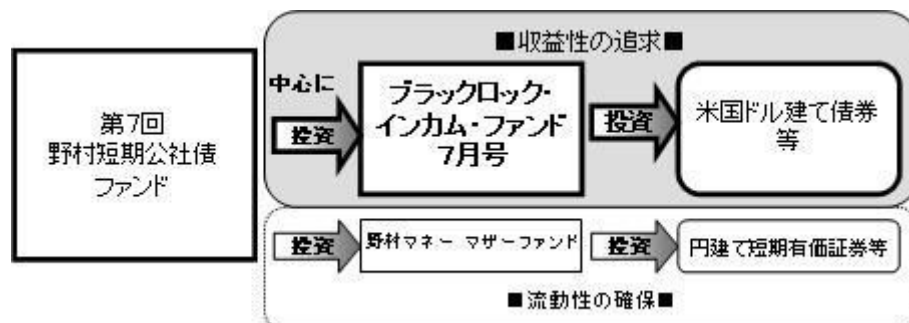 ■収益性の追求■
第7回
野村短期公社債
ファンド
中心に
投資
ブラックロック・
インカム・ファンド
7月号
投資
米国ドル建て債券
等
投資
野村マネー マザーファンド
投資
円建て短期有価証券等
■流動性の確保■